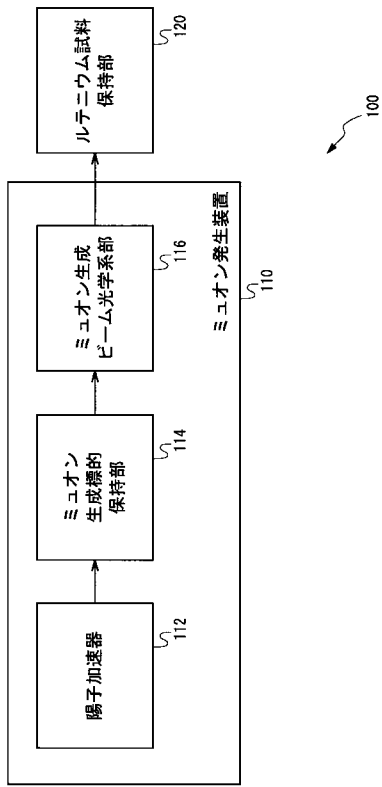 陽子加速器
112
ミュオン
生成標的
保持部
114
ミュオン生成
ビーム光学系部
116
ミュオン発生装置
110
ルテニウム試料
保持部
120
100